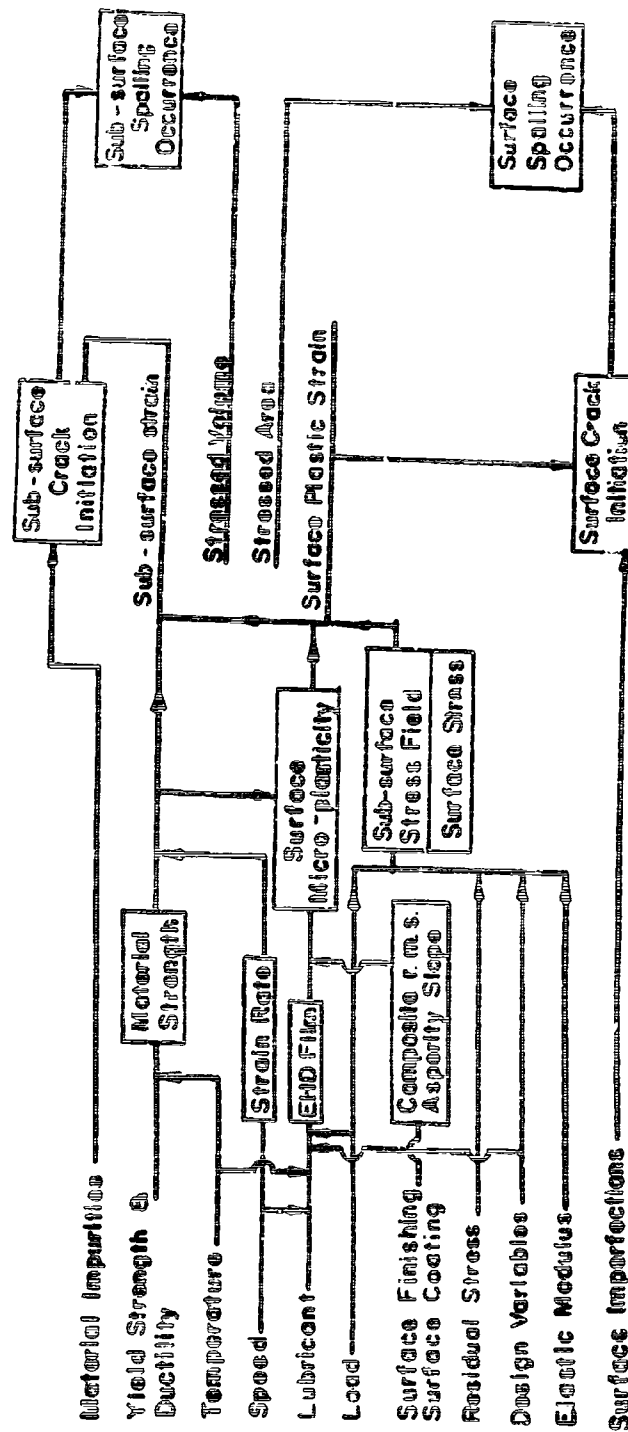 Material Impurities
Yield Strength &
Ductility
Temperature
Speed
Lubricant
Load
Surface Finishing
Surface Coating
Residual Stress
Design Variables
Elastic Modulus
Surface Imperfections
Material
Strength
Strain Rate
EHD Film
Composite r.m.s.
Asperity Slope
Surface
Micro-plasticity
Sub-surface
Stress Field
Surface Stress
Sub-surface
Crack
Initiation
Sub-surface strain
Stressed Volume
Stressed Area
Surface Plastic Strain
Surface Crack
Initiation
Sub-surface
Spalling
Occurrence
Surface
Spalling
Occurrence